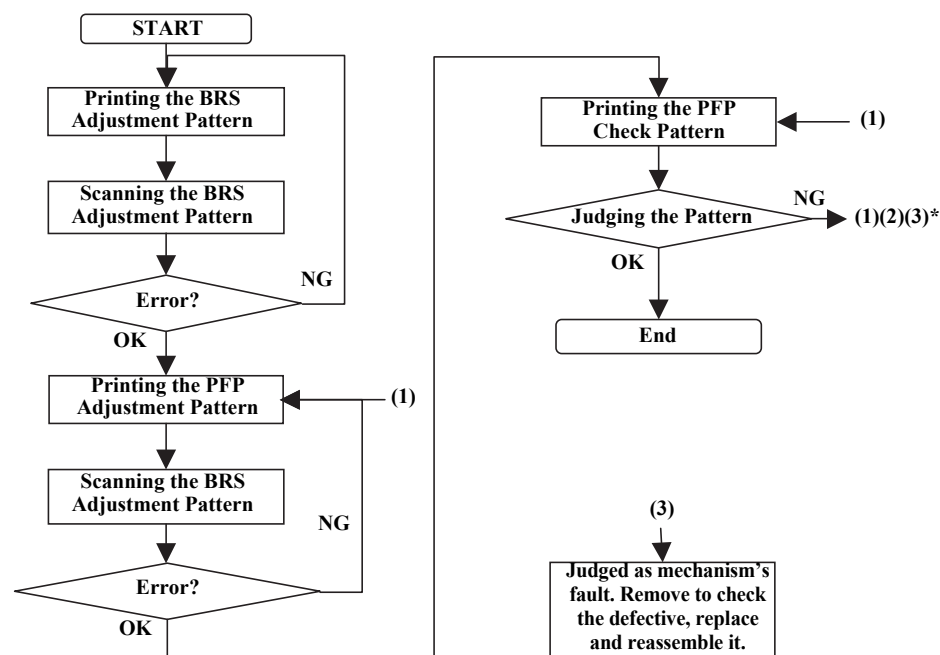 START
Printing the BRS
Adjustment Pattern
Scanning the BRS
Adjustment Pattern
NG
Error?
OK
Printing the PFP
Adjustment Pattern
(1)
Scanning the BRS
Adjustment Pattern
NG
Error?
OK
Printing the PFP
Check Pattern
(1)
NG
Judging the Pattern
(1)(2)(3)*
OK
End
(3)
Judged as mechanism’s
fault. Remove to check
the defective, replace
and reassemble it.